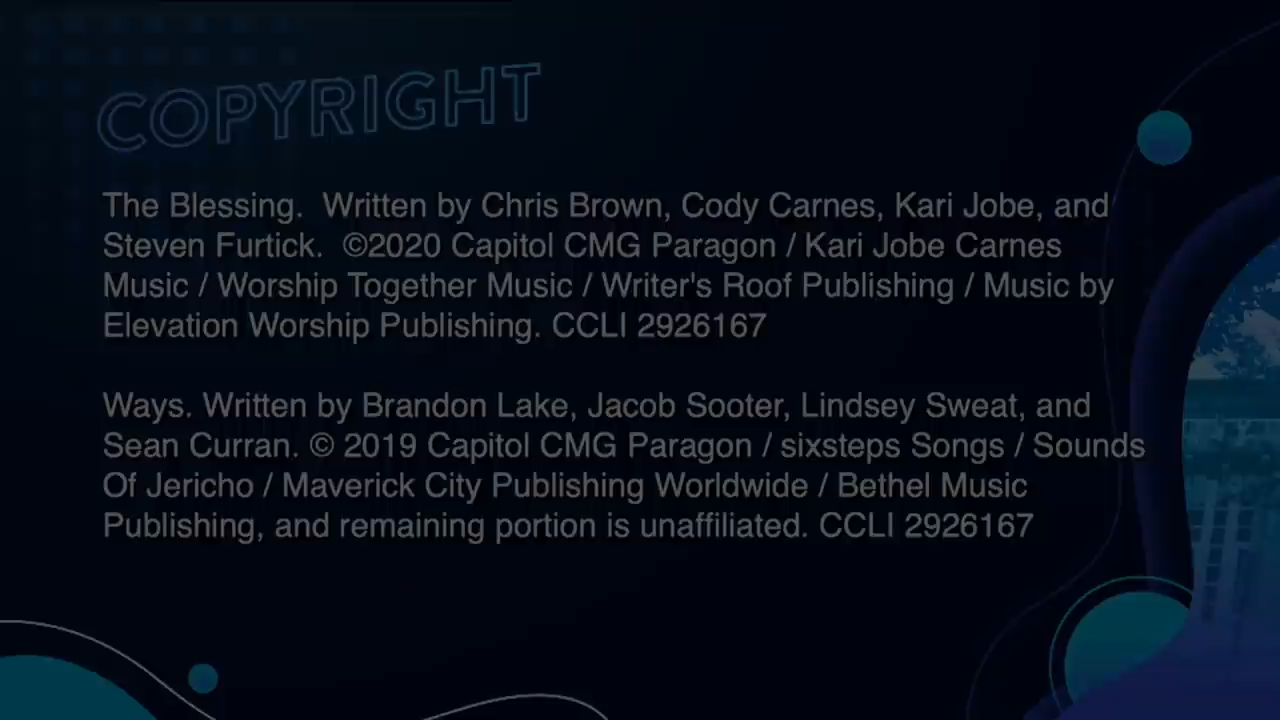 COPYRIGHT
The Blessing.  Written by Chris Brown, Cody Carnes, Kari Jobe, and
Steven Furtick.  ©2020 Capitol CMG Paragon / Kari Jobe Carnes
Music / Worship Together Music / Writer's Roof Publishing / Music by
Elevation Worship Publishing. CCLI 2926167
Ways. Written by Brandon Lake, Jacob Sooter, Lindsey Sweat, and
Sean Curran. © 2019 Capitol CMG Paragon / sixsteps Songs / Sounds
Of Jericho / Maverick City Publishing Worldwide / Bethel Music
Publishing, and remaining portion is unaffiliated. CCLI 2926167